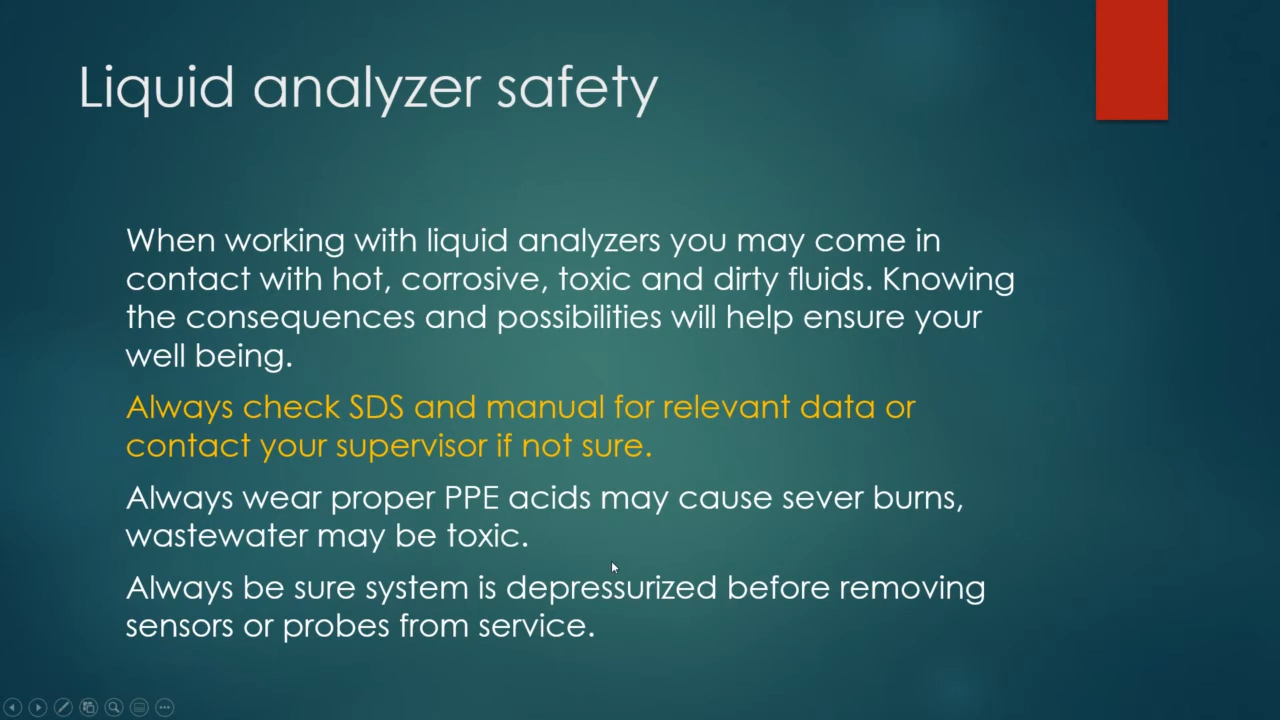 Liquid analyzer safety
When working with liquid analyzers you may come in
contact with hot, corrosive, toxic and dirty fluids. Knowing
the consequences and possibilities will help ensure your
well being.
Always check SDS and manual for relevant data or
contact your supervisor if not sure.
Always wear proper PPE acids may cause sever burns,
wastewater may be toxic.
Always be sure system is depressurized before removing
sensors or probes from service.